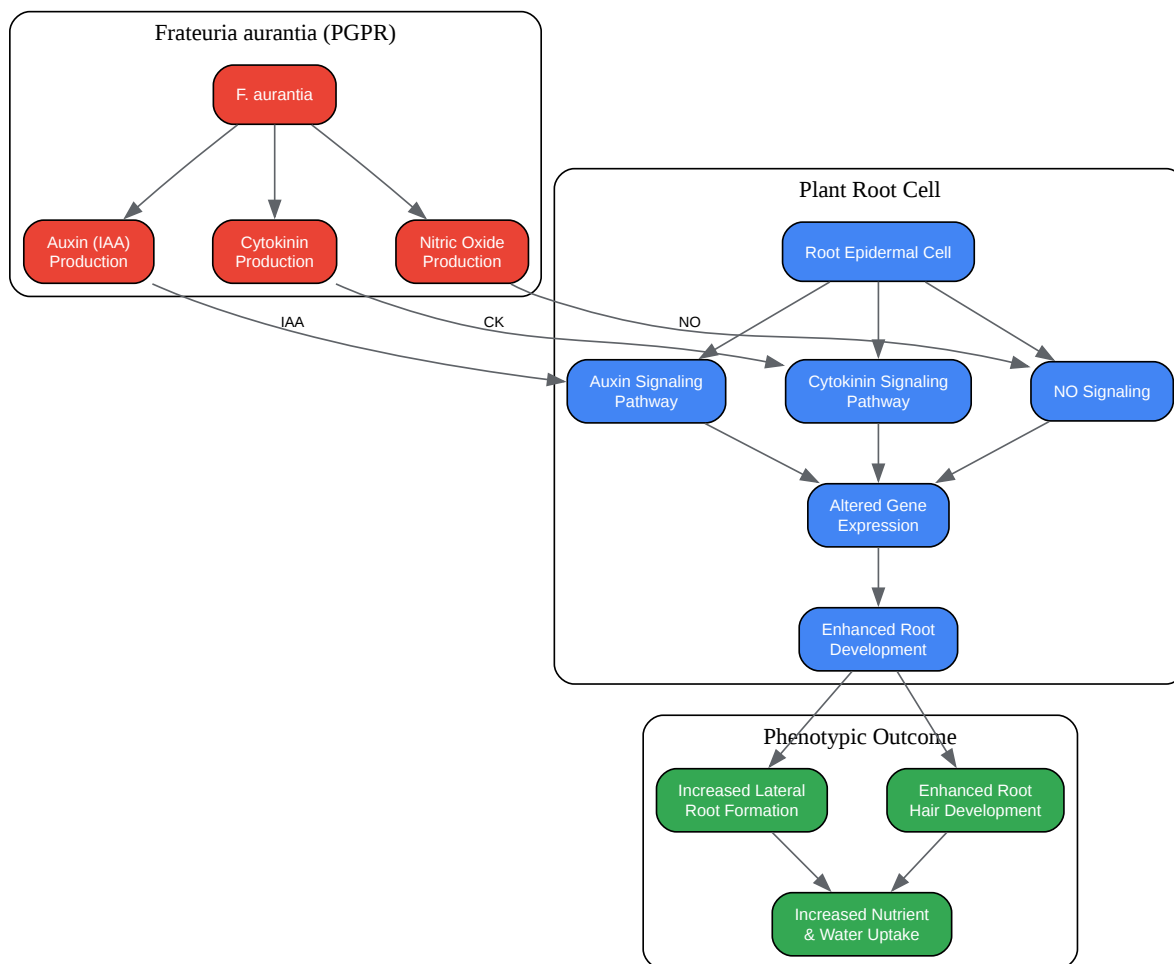 Frateuria aurantia (PGPR)
F. aurantia
Auxin (IAA)
Production
Cytokinin
Production
Nitric Oxide
Production
IAA
CK
NO
Plant Root Cell
Root Epidermal Cell
Auxin Signaling
Pathway
Cytokinin Signaling
Pathway
NO Signaling
Altered Gene
Expression
Enhanced Root
Development
Phenotypic Outcome
Increased Lateral
Root Formation
Enhanced Root
Hair Development
Increased Nutrient
& Water Uptake